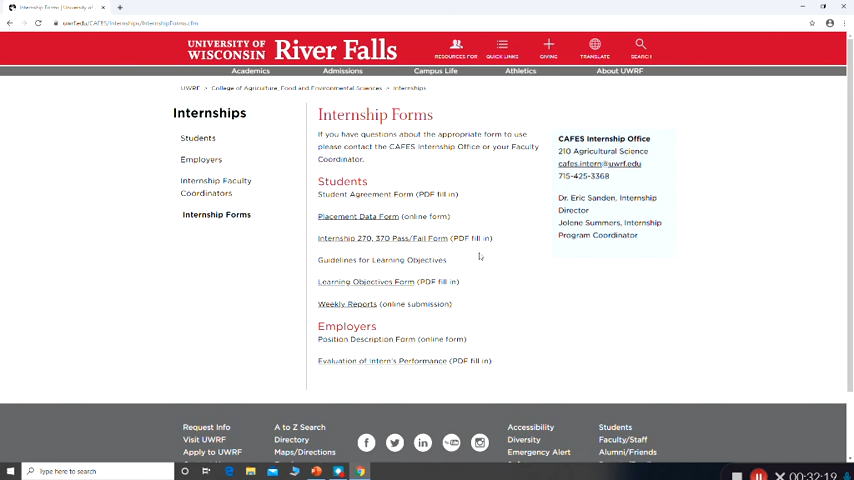 Internship Forms | University of
uwrf.edu/CAFES/Internships/InternshipForms.cfm
UNIVERSITY OF WISCONSIN River Falls
RESOURCES FOR QUICK LINKS GIVING TRANSLATE SEARCH
Academics Admissions Campus Life Athletics About UWRF
UWRF > College of Agriculture, Food and Environmental Sciences > Internships
Internships
Students
Employers
Internship Faculty
Coordinators
Internship Forms
Internship Forms
If you have questions about the appropriate form to use
please contact the CAFES Internship Office or your Faculty
Coordinator.
Students
Student Agreement Form (PDF fill in)
Placement Data Form (online form)
Internship 270, 370 Pass/Fail Form (PDF fill in)
Guidelines for Learning Objectives
Learning Objectives Form (PDF fill in)
Weekly Reports (online submission)
Employers
Position Description Form (online form)
Evaluation of Intern's Performance (PDF fill in)
CAFES Internship Office
210 Agricultural Science
cafes.intern@uwrf.edu
715-425-3368
Dr. Eric Sanden, Internship
Director
Jolene Summers, Internship
Program Coordinator
Request Info
Visit UWRF
Apply to UWRF
A to Z Search
Directory
Maps/Directions
Accessibility
Diversity
Emergency Alert
Students
Faculty/Staff
Alumni/Friends
Type here to search
00:32:19